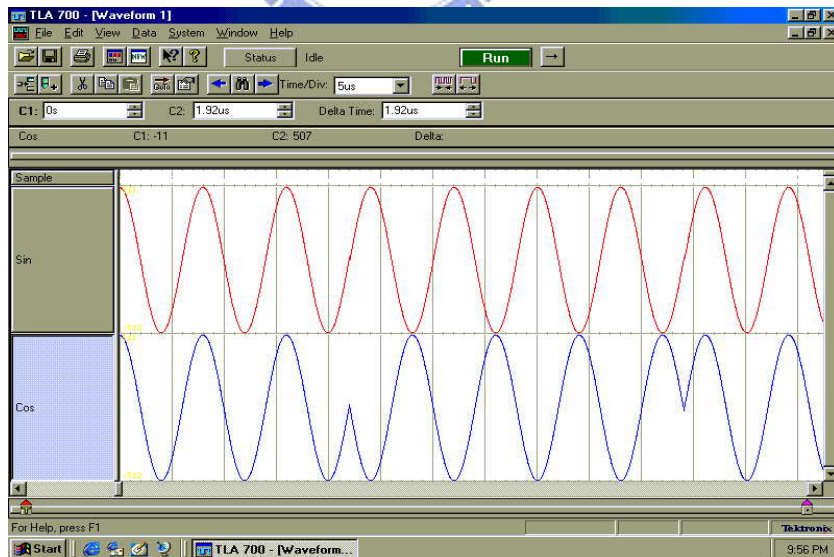 TLA 700 - [Waveform 1]
File Edit View Data System Window Help
Status Idle Run
Time/Div: 5us
C1: 0s C2: 1.92us Delta Time: 1.92us
Cos C1: -11 C2: 507 Delta:
Sample
Sin
Cos
For Help, press F1
Tektronix
Start TLA 700 - [Waveform... 9:56 PM